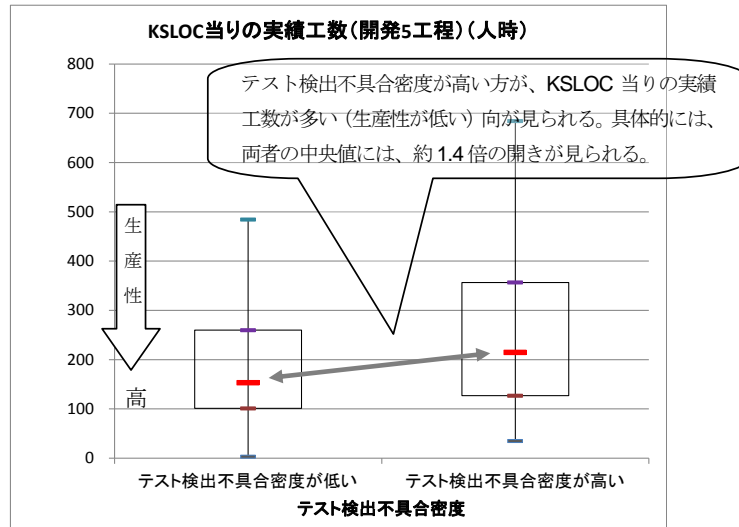 KSLOC当りの実績工数(開発5工程)(人時)
テスト検出不具合密度が高い方が、KSLOC 当りの実績
工数が多い(生産性が低い)向が見られる。具体的には、
両者の中央値には、約 1.4 倍の開きが見られる。
800
700
600
500
400
300
200
100
0
生
産
性
高
テスト検出不具合密度が低い
テスト検出不具合密度が高い
テスト検出不具合密度